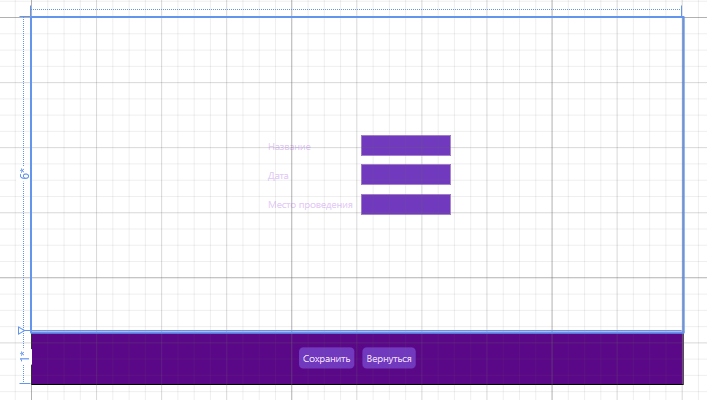 Название
Дата
Место проведения
6*
1*
Сохранить Вернуться